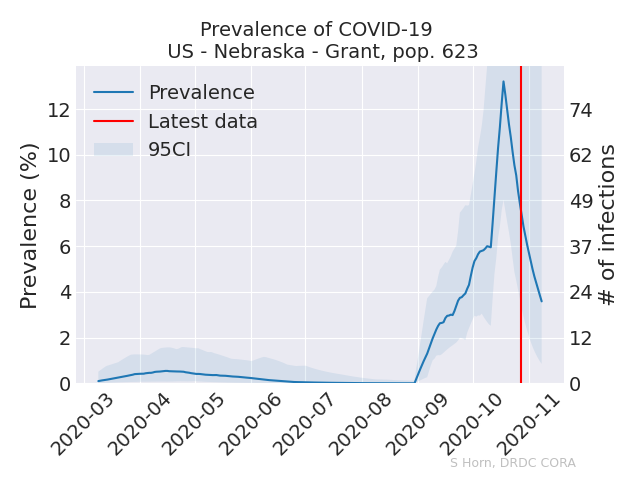 Prevalence of COVID-19
US - Nebraska - Grant, pop. 623
Prevalence
Latest data
95CI
Prevalence (%)
0
2
4
6
8
10
12
# of infections
0
12
24
37
49
62
74
2020-03
2020-04
2020-05
2020-06
2020-07
2020-08
2020-09
2020-10
2020-11
S Horn, DRDC CORA